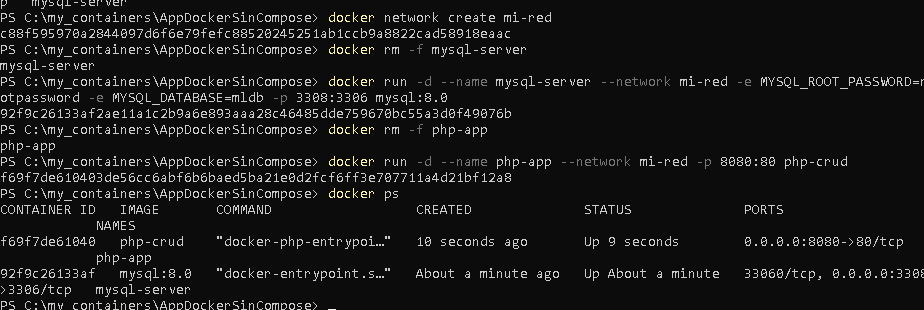 p   mysql-server
PS C:\my_containers\AppDockerSinCompose> docker network create mi-red
c88f595970a2844097d6f6e79fefc88520245251ab1ccb9a8822cad58918eaac
PS C:\my_containers\AppDockerSinCompose> docker rm -f mysql-server
mysql-server
PS C:\my_containers\AppDockerSinCompose> docker run -d --name mysql-server --network mi-red -e MYSQL_ROOT_PASSWORD=r
otpassword -e MYSQL_DATABASE=mldb -p 3308:3306 mysql:8.0
92f9c26133af2ae11a1c2b9a6e893aaa28c46485dde759670bc55a3d0f49076b
PS C:\my_containers\AppDockerSinCompose> docker rm -f php-app
php-app
PS C:\my_containers\AppDockerSinCompose> docker run -d --name php-app --network mi-red -p 8080:80 php-crud
f69f7de610403de56cc6abf6b6baed5ba21e0d2fcf6ff3e707711a4d21bf12a8
PS C:\my_containers\AppDockerSinCompose> docker ps
CONTAINER ID   IMAGE       COMMAND                  CREATED              STATUS              PORTS
          NAMES
f69f7de61040   php-crud    "docker-php-entrypoi…"   10 seconds ago       Up 9 seconds        0.0.0.0:8080->80/tcp
          php-app
92f9c26133af   mysql:8.0   "docker-entrypoint.s…"   About a minute ago   Up About a minute   33060/tcp, 0.0.0.0:3308
>3306/tcp   mysql-server
PS C:\my_containers\AppDockerSinCompose> _